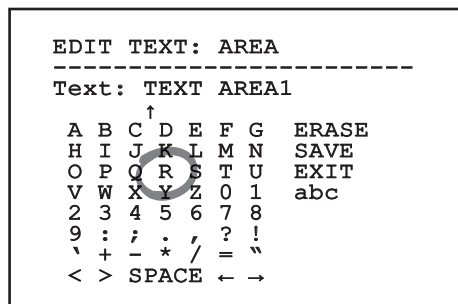 EDIT TEXT: AREA
------------------------
Text: TEXT AREA1
↑
A B C D E F G ERASE
H I J K L M N SAVE
O P Q R S T U EXIT
V W X Y Z 0 1 abc
2 3 4 5 6 7 8
9 : ; . , ? !
‵ + - * / = ‶
< > SPACE ← →